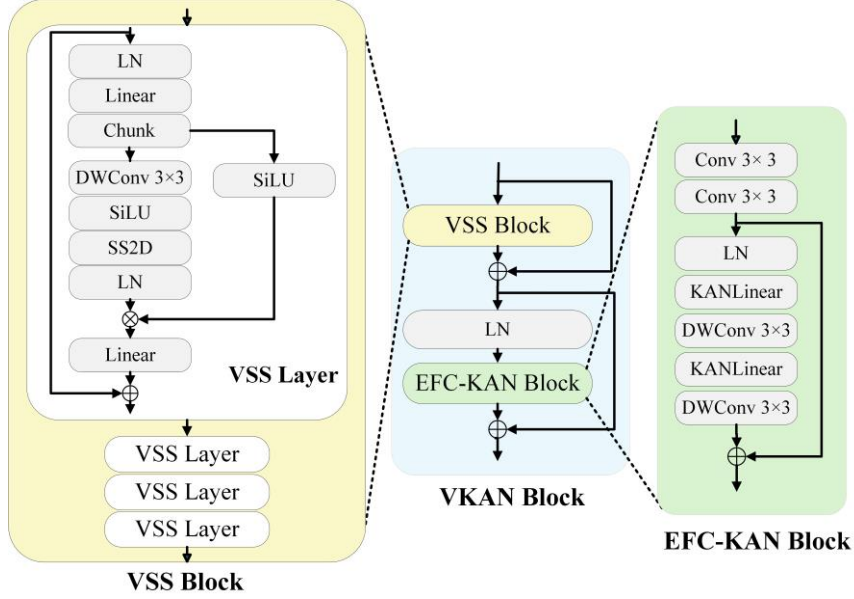 LN
Linear
Chunk
DWConv 3×3
SiLU
SiLU
SS2D
LN
Linear
VSS Layer
VSS Layer
VSS Layer
VSS Layer
VSS Block
VSS Block
LN
EFC-KAN Block
VKAN Block
Conv 3× 3
Conv 3× 3
LN
KANLinear
DWConv 3×3
KANLinear
DWConv 3×3
EFC-KAN Block